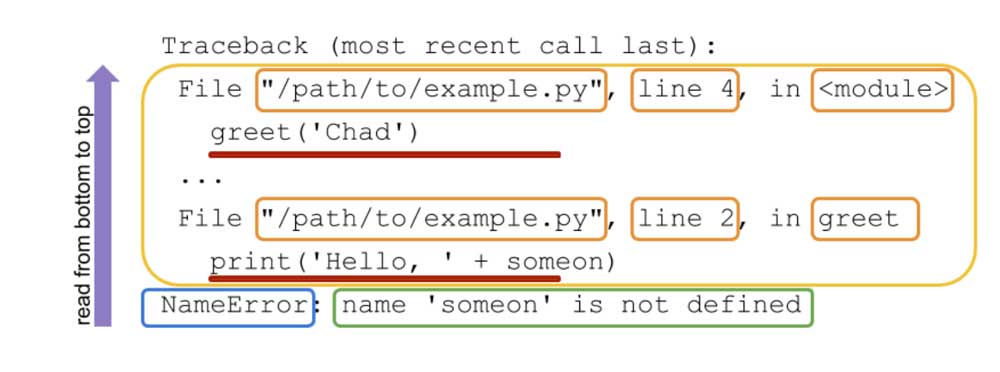 Traceback (most recent call last):
File "/path/to/example.py", line 4, in <module>
greet('Chad')
...
File "/path/to/example.py", line 2, in greet
print('Hello, ' + someon)
NameError: name 'someon' is not defined
read from bottom to top